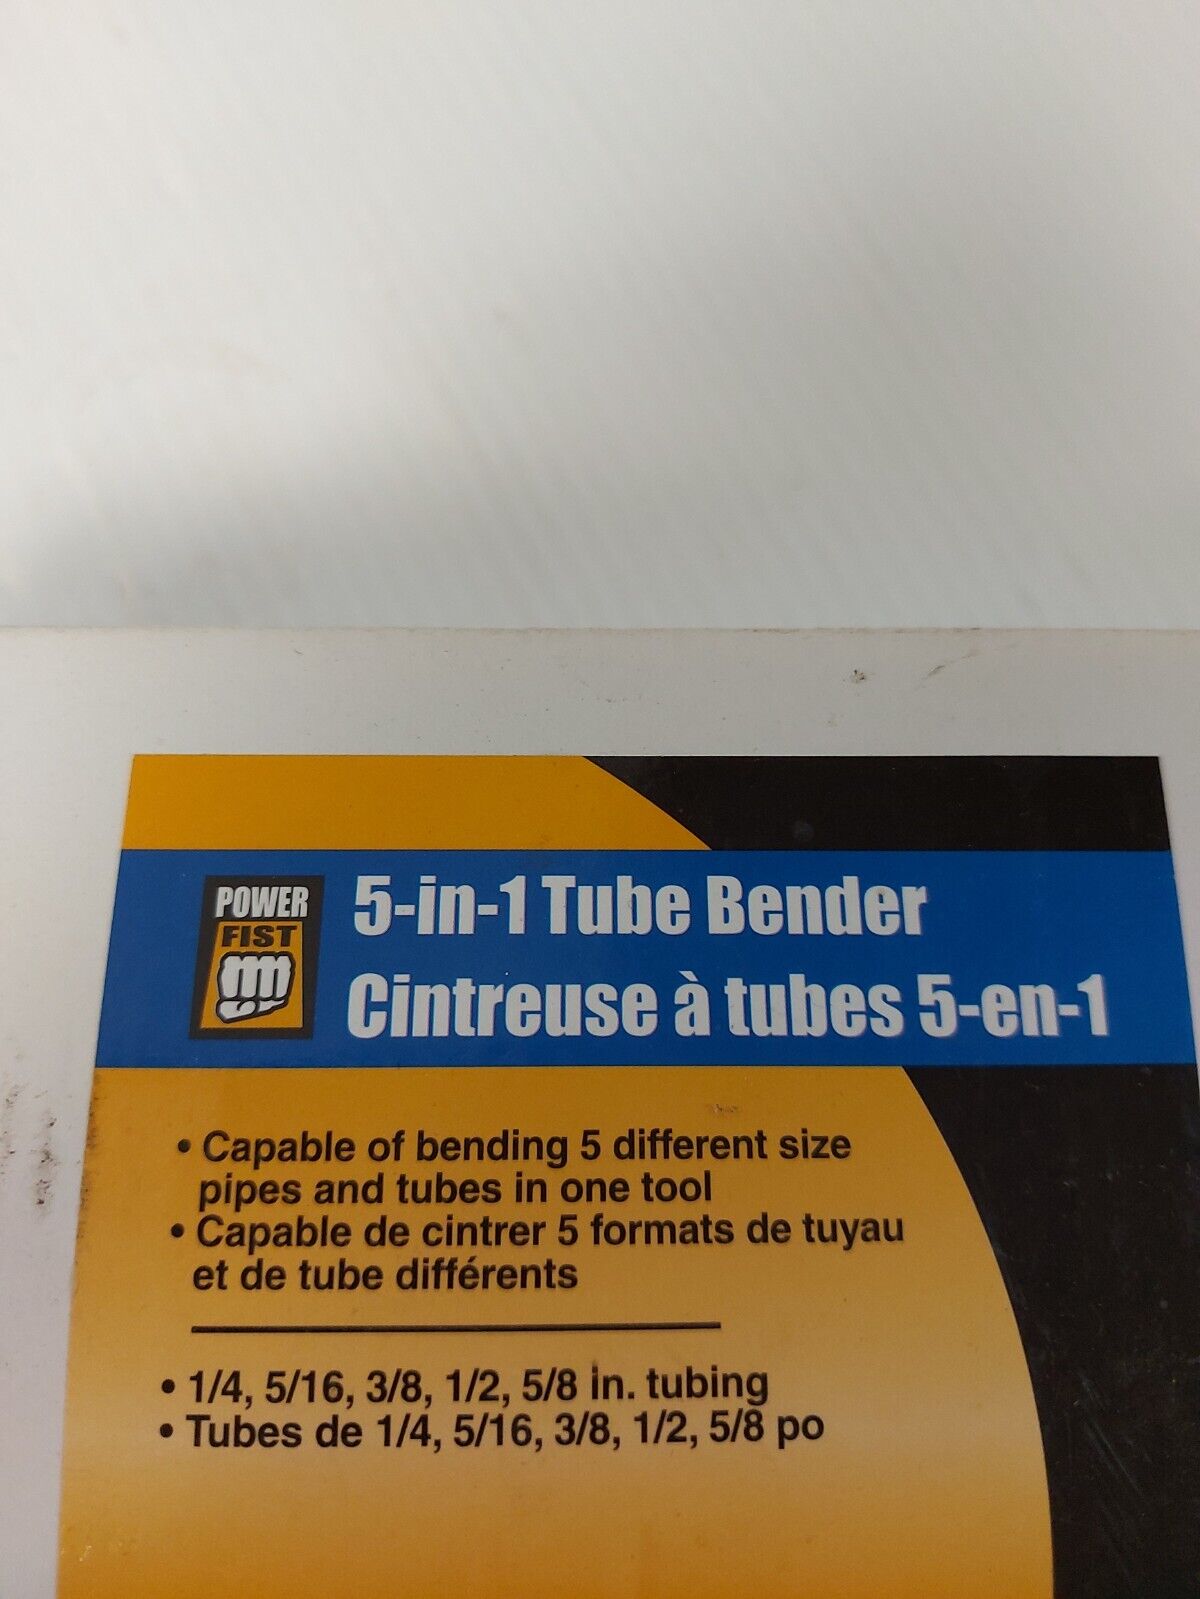 POWER
FIST
5-in-1 Tube Bender
Cintreuse à tubes 5-en-1
• Capable of bending 5 different size
pipes and tubes in one tool
• Capable de cintrer 5 formats de tuyau
et de tube différents
• 1/4, 5/16, 3/8, 1/2, 5/8 in. tubing
• Tubes de 1/4, 5/16, 3/8, 1/2, 5/8 po